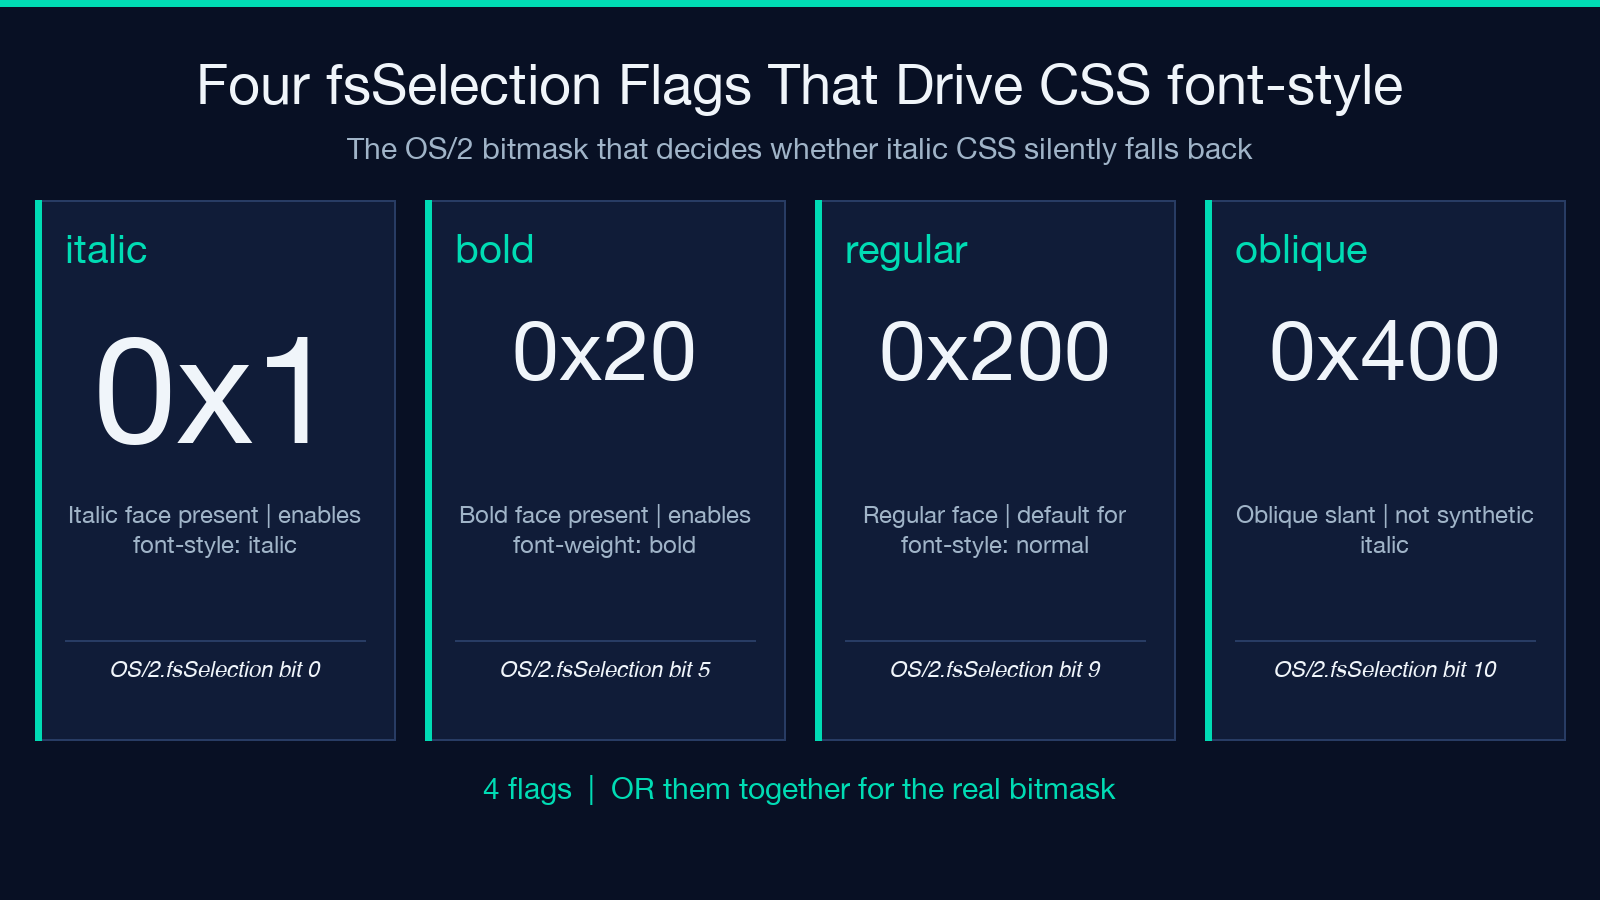 Four fsSelection Flags That Drive CSS font-style
The OS/2 bitmask that decides whether italic CSS silently falls back
italic
0x1
Italic face present | enables
font-style: italic
OS/2.fsSelection bit 0
bold
0x20
Bold face present | enables
font-weight: bold
OS/2.fsSelection bit 5
regular
0x200
Regular face | default for
font-style: normal
OS/2.fsSelection bit 9
oblique
0x400
Oblique slant | not synthetic
italic
OS/2.fsSelection bit 10
4 flags | OR them together for the real bitmask